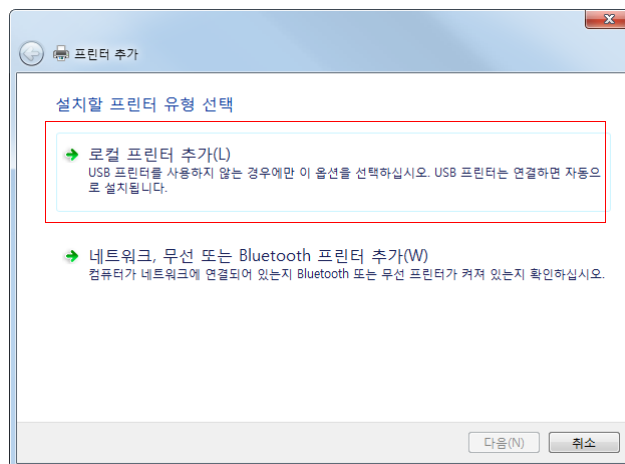 프린터 추가
설치할 프린터 유형 선택
로컬 프린터 추가(L)
USB 프린터를 사용하지 않는 경우에만 이 옵션을 선택하십시오. USB 프린터는 연결하면 자동으
로 설치됩니다.
네트워크, 무선 또는 Bluetooth 프린터 추가(W)
컴퓨터가 네트워크에 연결되어 있는지 Bluetooth 또는 무선 프린터가 켜져 있는지 확인하십시오.
다음(N) 취소